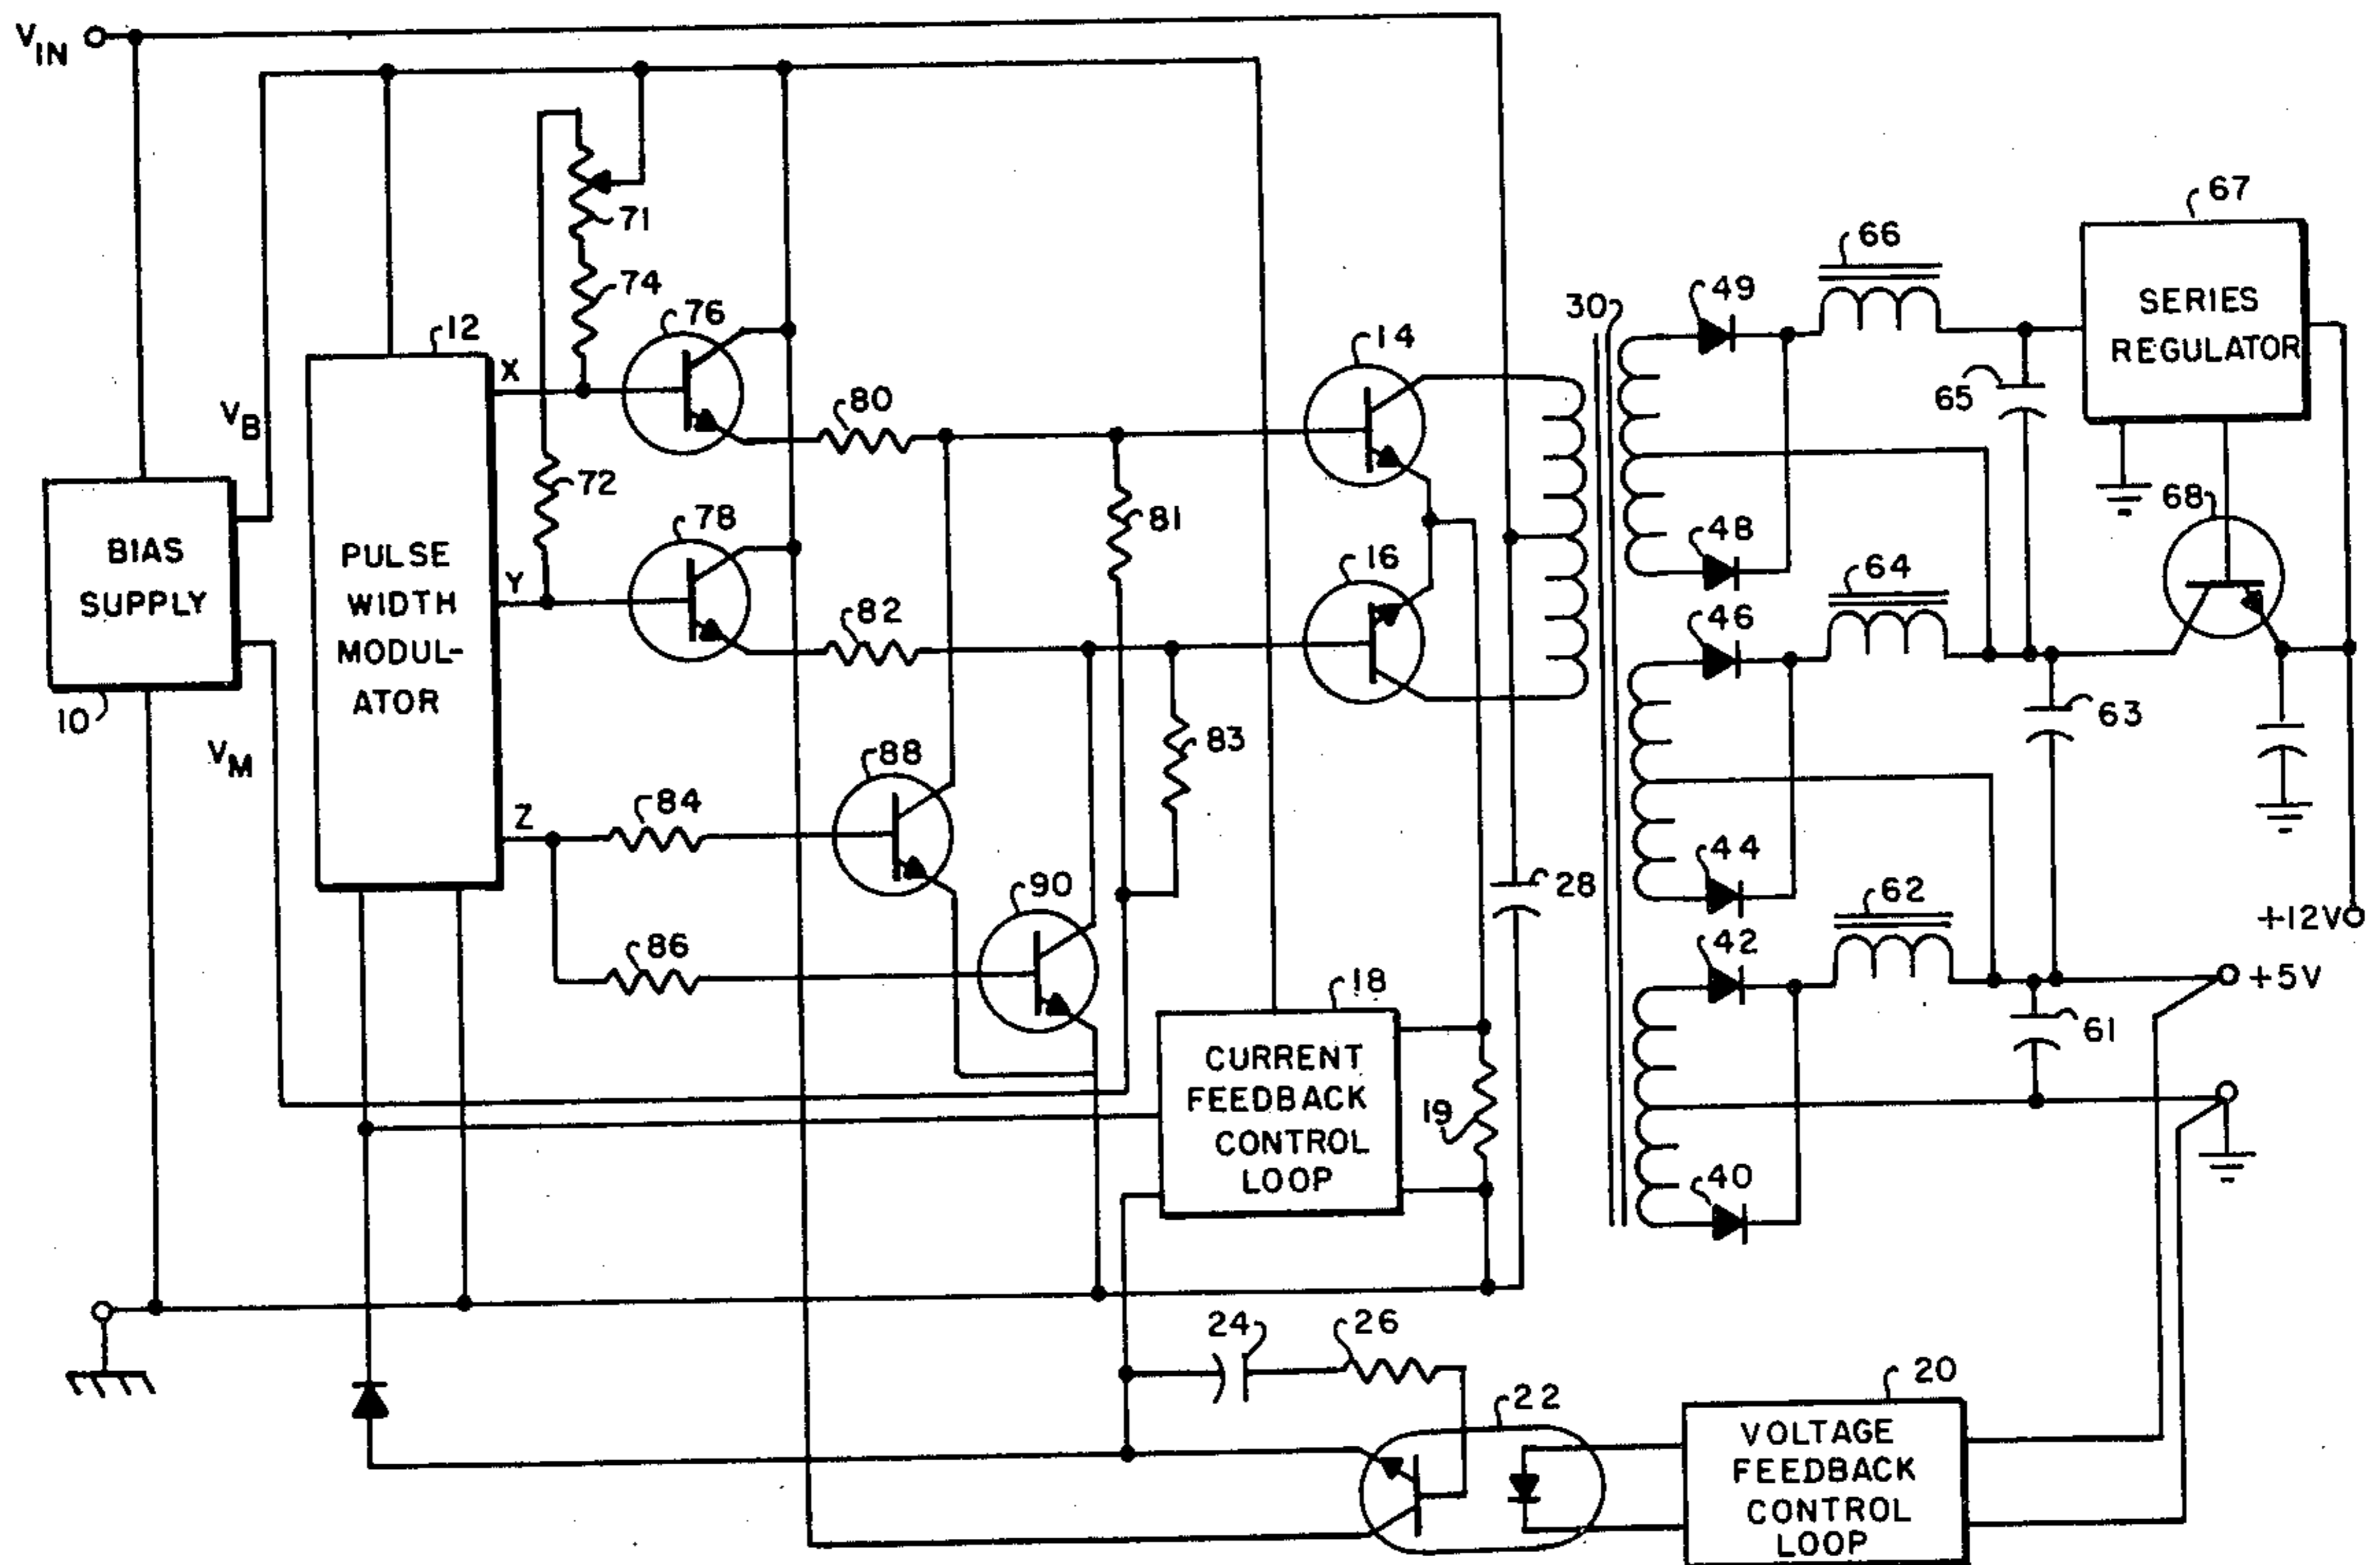 V_IN
67
66
49
30
SERIES
REGULATOR
71
74
76
12
14
X
65
V_B
80
72
68
78
81
48
BIAS
SUPPLY
PULSE
WIDTH
MODUL-
ATOR
Y
82
16
64
46
10
V_M
83
63
88
84
Z
44
90
28
62
+12V
86
42
18
+5V
61
CURRENT
FEEDBACK
CONTROL
LOOP
19
40
24
26
22
20
VOLTAGE
FEEDBACK
CONTROL
LOOP